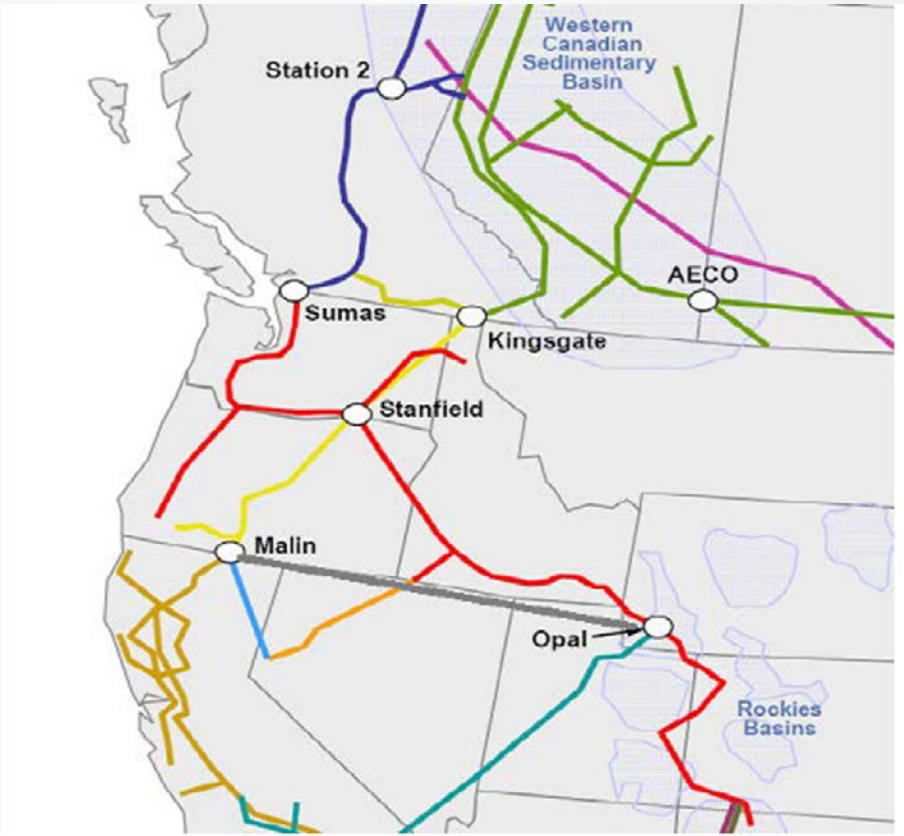 Western
Canadian
Sedimentary
Basin
Station 2
AECO
Sumas
Kingsgate
Stanfield
Malin
Opal
Rockies
Basins